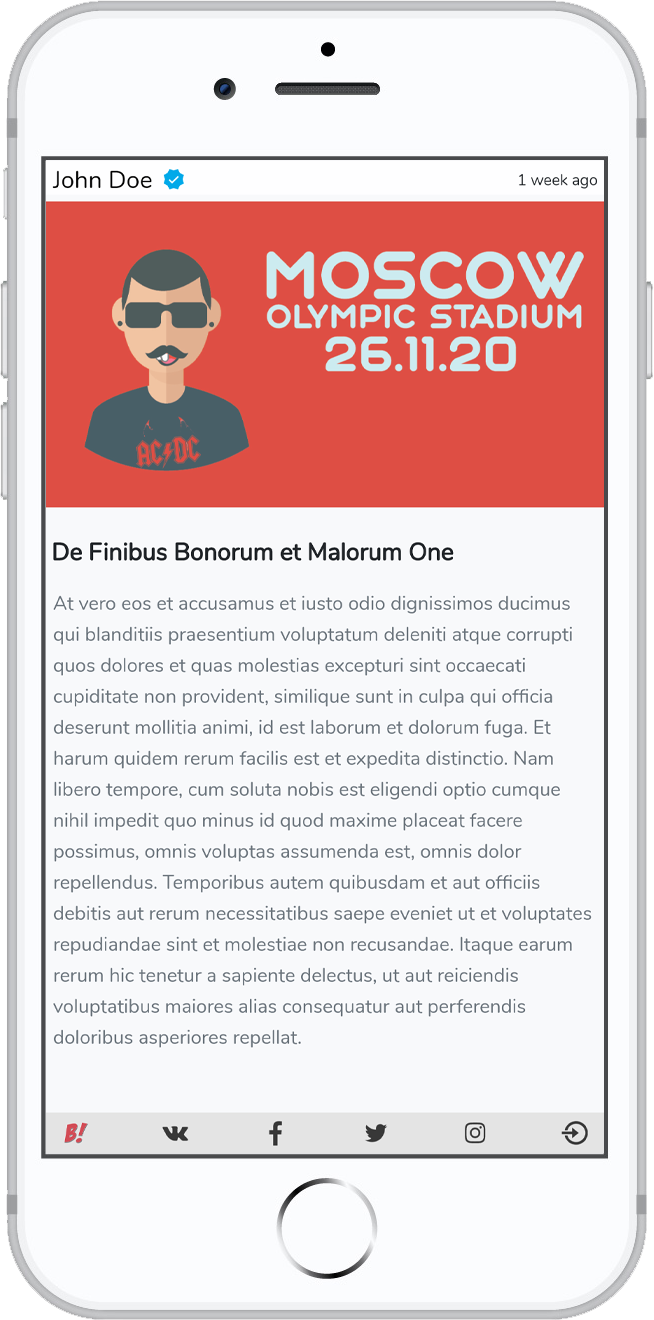 John Doe
1 week ago
MOSCOW
OLYMPIC STADIUM
26.11.20
AC DC
De Finibus Bonorum et Malorum One
At vero eos et accusamus et iusto odio dignissimos ducimus
qui blanditiis praesentium voluptatum deleniti atque corrupti
quos dolores et quas molestias excepturi sint occaecati
cupiditate non provident, similique sunt in culpa qui officia
deserunt mollitia animi, id est laborum et dolorum fuga. Et
harum quidem rerum facilis est et expedita distinctio. Nam
libero tempore, cum soluta nobis est eligendi optio cumque
nihil impedit quo minus id quod maxime placeat facere
possimus, omnis voluptas assumenda est, omnis dolor
repellendus. Temporibus autem quibusdam et aut officiis
debitis aut rerum necessitatibus saepe eveniet ut et voluptates
repudiandae sint et molestiae non recusandae. Itaque earum
rerum hic tenetur a sapiente delectus, ut aut reiciendis
voluptatibus maiores alias consequatur aut perferendis
doloribus asperiores repellat.
B!